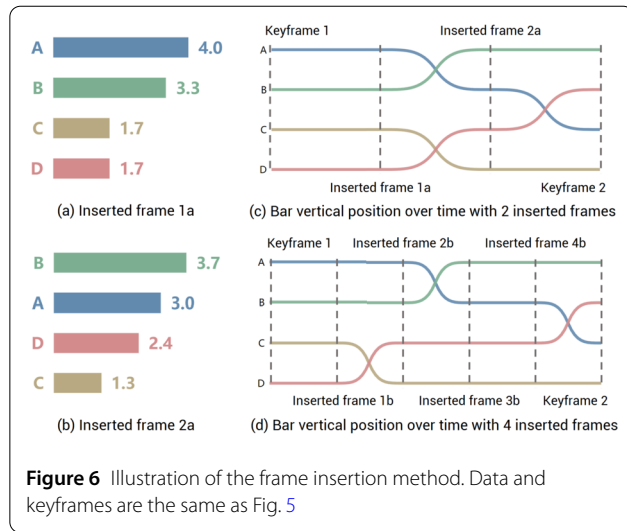 A 4.0
B 3.3
C 1.7
D 1.7
(a) Inserted frame 1a
Keyframe 1 Inserted frame 2a
A
B
C
D
Inserted frame 1a Keyframe 2
(c) Bar vertical position over time with 2 inserted frames
B 3.7
A 3.0
D 2.4
C 1.3
(b) Inserted frame 2a
Keyframe 1 Inserted frame 2b Inserted frame 4b
A
B
C
D
Inserted frame 1b Inserted frame 3b Keyframe 2
(d) Bar vertical position over time with 4 inserted frames
Figure 6 Illustration of the frame insertion method. Data and
keyframes are the same as Fig. 5